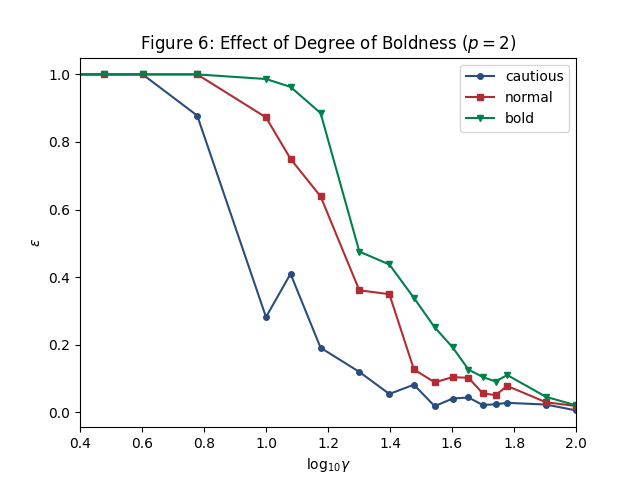 Figure 6: Effect of Degree of Boldness (p = 2)
cautious
normal
bold
ε
1.0
0.8
0.6
0.4
0.2
0.0
0.4 0.6 0.8 1.0 1.2 1.4 1.6 1.8 2.0
log₁₀γ